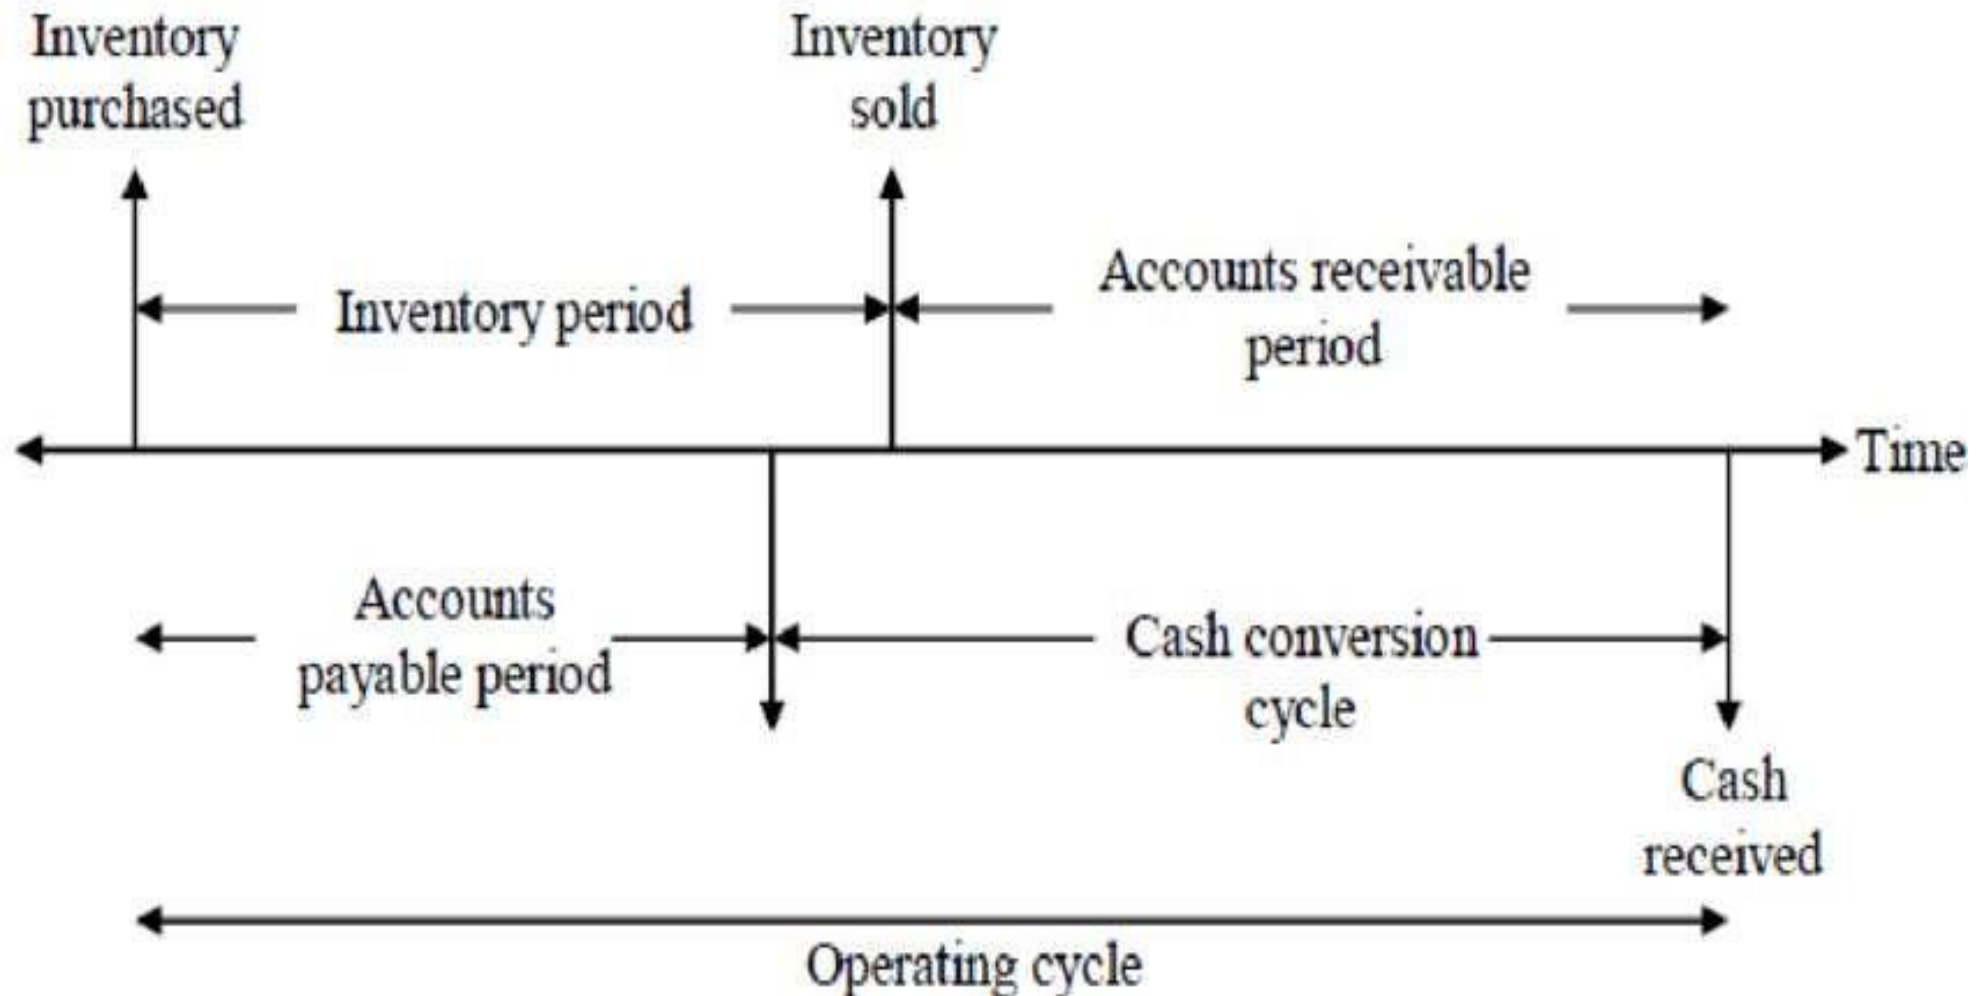 Inventory
purchased
Inventory
sold
Inventory period
Accounts receivable
period
Time
Accounts
payable period
Cash conversion
cycle
Cash
received
Operating cycle